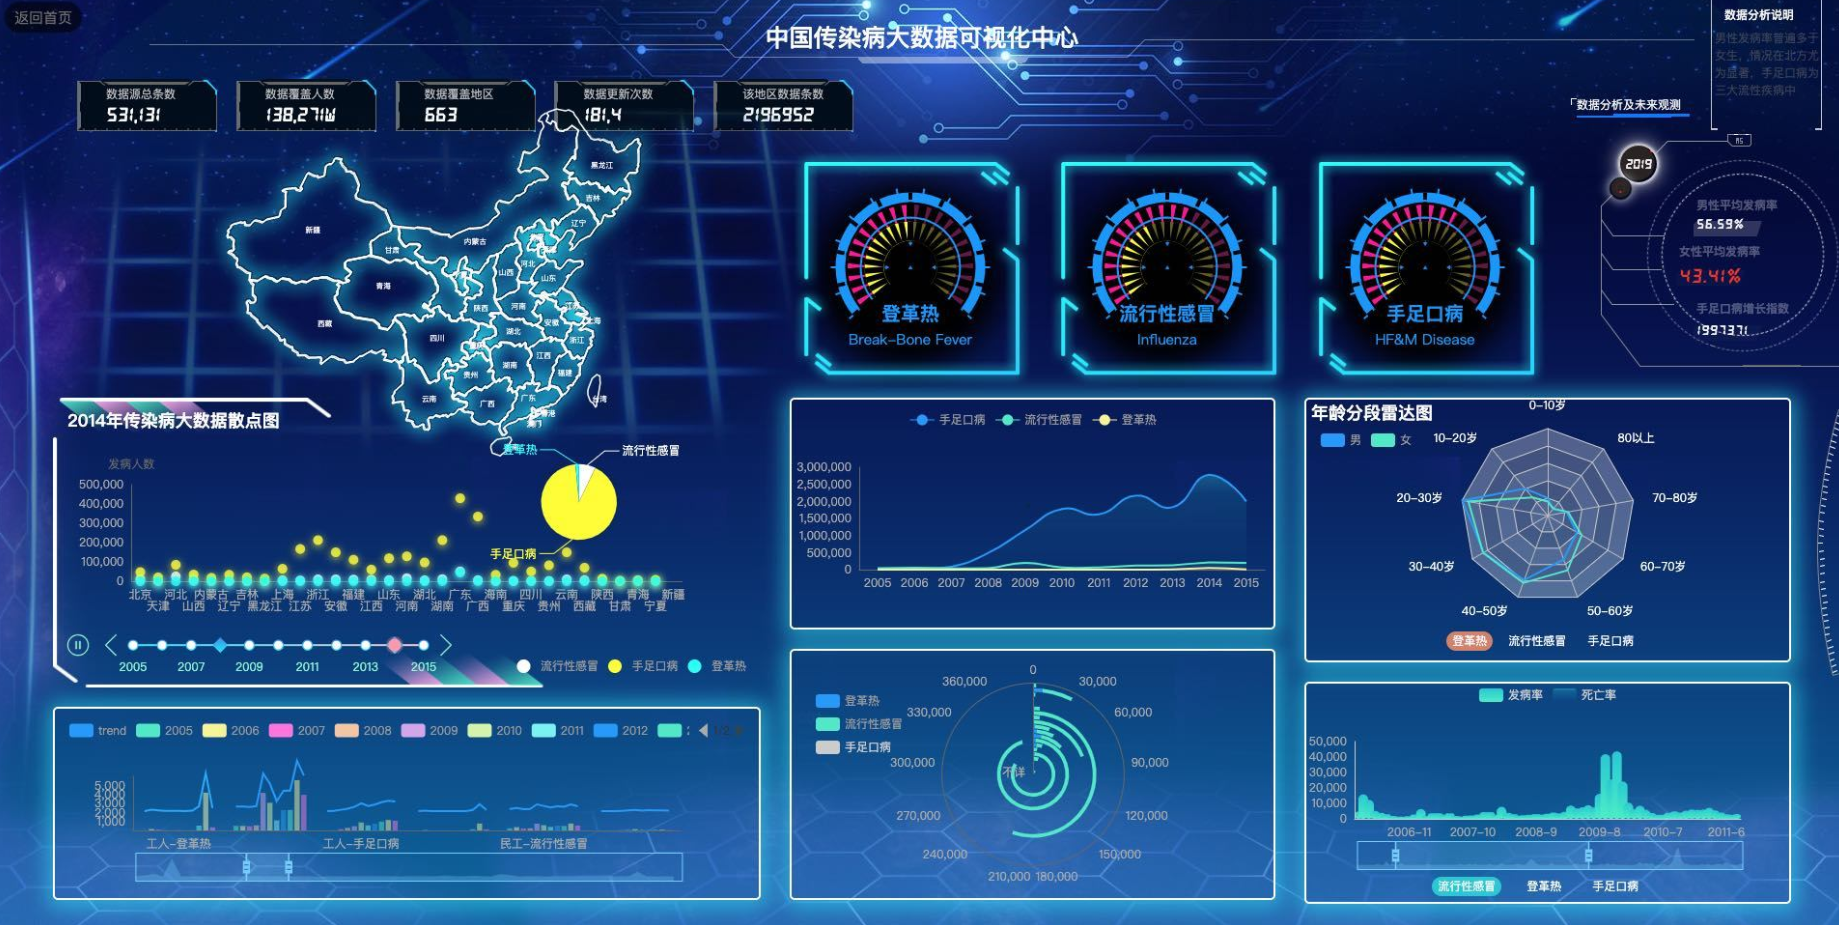 返回首页
中国传染病大数据可视化中心
数据分析说明
男性发病率普遍多于
女生，情况在北方尤
为显著，手足口病为
三大流性疾病中
数据源总条数
531,131
数据覆盖人数
138,271W
数据覆盖地区
663
数据更新次数
181,4
该地区数据条数
2196952
「数据分析及未来观测
2019
男性平均发病率
56.59%
女性平均发病率
43.41%
手足口病增长指数
1997371
黑龙江
吉林
辽宁
新疆
甘肃
内蒙古
青海
西藏
山西
河北
山东
陕西
河南
四川
湖北
安徽
上海
浙江
湖南
江西
贵州
福建
云南
广西
广东
台湾
登革热
Break-Bone Fever
流行性感冒
Influenza
手足口病
HF&M Disease
2014年传染病大数据散点图
发病人数
500,000
400,000
300,000
200,000
100,000
0
登革热
流行性感冒
手足口病
北京 河北 内蒙古 吉林 上海 浙江 福建 山东 湖北 广东 海南 四川 云南 陕西 青海 新疆
天津 山西 辽宁 黑龙江 江苏 安徽 江西 河南 湖南 广西 重庆 贵州 西藏 甘肃 宁夏
2005 2007 2009 2011 2013 2015
流行性感冒 手足口病 登革热
手足口病 流行性感冒 登革热
3,000,000
2,500,000
2,000,000
1,500,000
1,000,000
500,000
0
2005 2006 2007 2008 2009 2010 2011 2012 2013 2014 2015
年龄分段雷达图
男 女
0-10岁
10-20岁
80以上
20-30岁
70-80岁
30-40岁
60-70岁
40-50岁
50-60岁
登革热 流行性感冒 手足口病
trend 2005 2006 2007 2008 2009 2010 2011 2012
5,000
4,000
3,000
2,000
1,000
工人-登革热 工人-手足口病 民工-流行性感冒
登革热
流行性感冒
手足口病
0
30,000
60,000
90,000
120,000
150,000
180,000
210,000
240,000
270,000
300,000
330,000
360,000
不详
发病率 死亡率
50,000
40,000
30,000
20,000
10,000
0
2006-11 2007-10 2008-9 2009-8 2010-7 2011-6
流行性感冒 登革热 手足口病